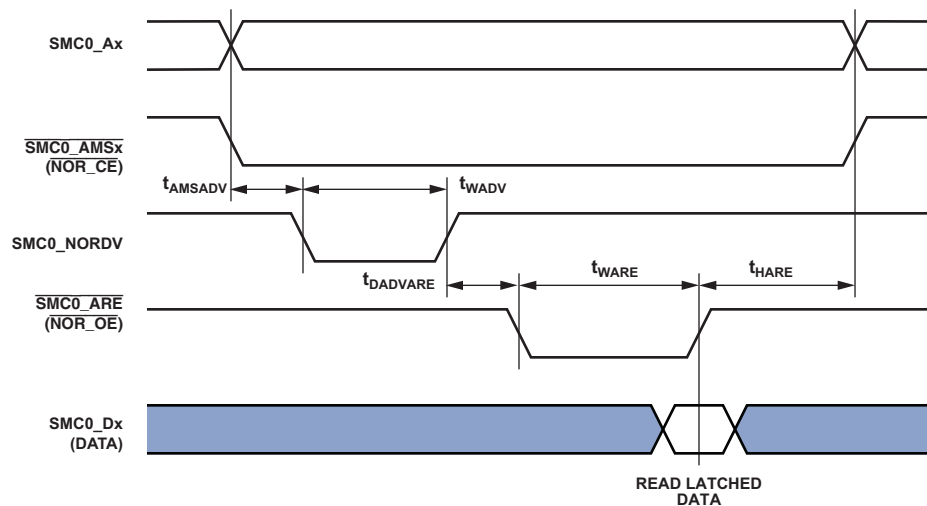 SMC0_Ax
SMC0_AMSx
(NOR_CE)
tAMSADV
tWADV
SMC0_NORDV
tDADVARE
tWARE
tHARE
SMC0_ARE
(NOR_OE)
SMC0_Dx
(DATA)
READ LATCHED
DATA